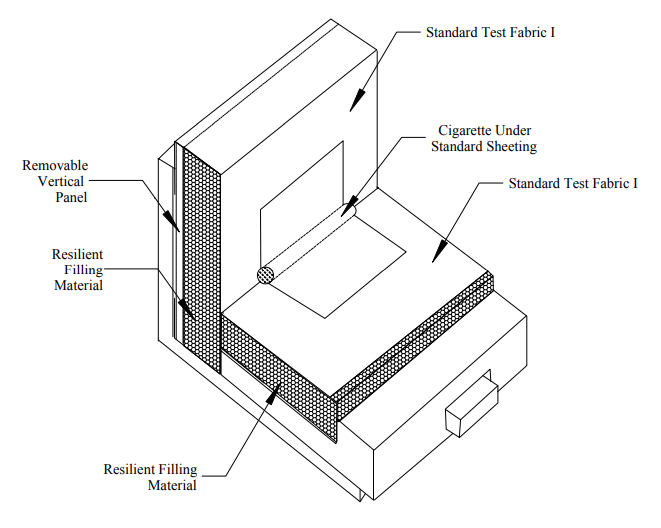 Standard Test Fabric I
Cigarette Under
Standard Sheeting
Removable
Vertical
Panel
Standard Test Fabric I
Resilient
Filling
Material
Resilient Filling
Material